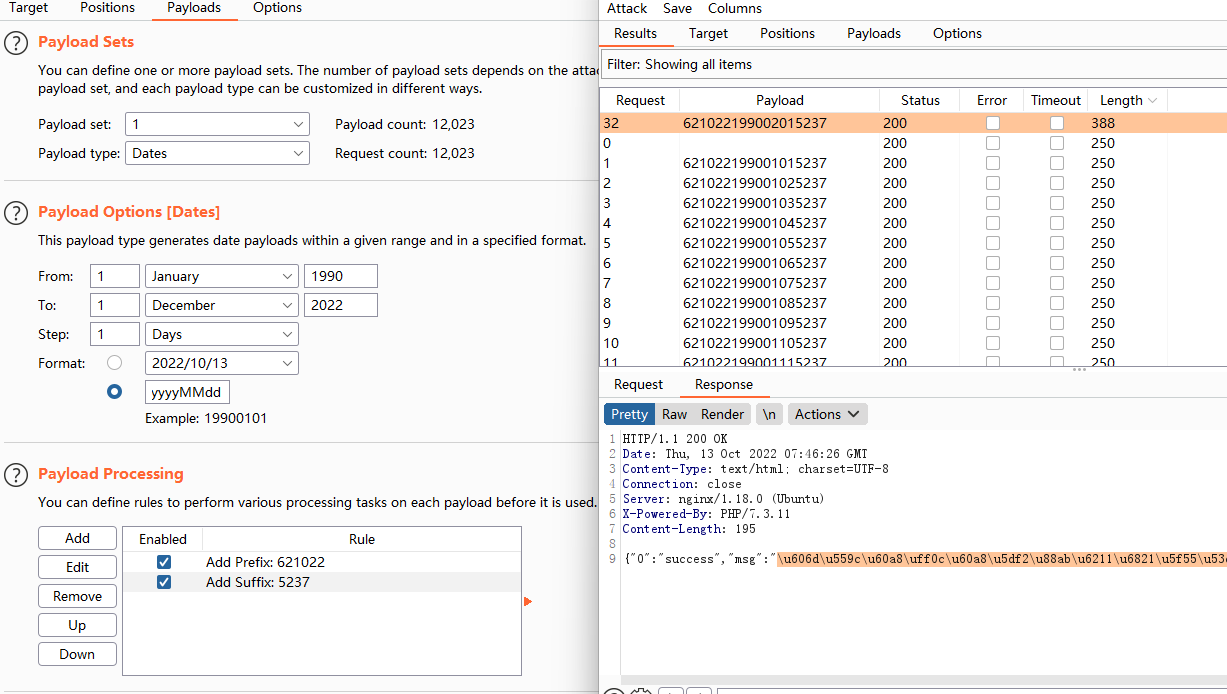 Target Positions Payloads Options
? Payload Sets
You can define one or more payload sets. The number of payload sets depends on the attac
payload set, and each payload type can be customized in different ways.
Payload set: 1 Payload count: 12,023
Payload type: Dates Request count: 12,023
? Payload Options [Dates]
This payload type generates date payloads within a given range and in a specified format.
From: 1 January 1990
To: 1 December 2022
Step: 1 Days
Format: 2022/10/13
yyyyMMdd
Example: 19900101
? Payload Processing
You can define rules to perform various processing tasks on each payload before it is used.
Add Enabled Rule
Edit Add Prefix: 621022
Remove Add Suffix: 5237
Up
Down
Attack Save Columns
Results Target Positions Payloads Options
Filter: Showing all items
Request Payload Status Error Timeout Length
32 621022199002015237 200 388
0 200 250
1 621022199001015237 200 250
2 621022199001025237 200 250
3 621022199001035237 200 250
4 621022199001045237 200 250
5 621022199001055237 200 250
6 621022199001065237 200 250
7 621022199001075237 200 250
8 621022199001085237 200 250
9 621022199001095237 200 250
10 621022199001105237 200 250
11 621022199001115237 200 250
Request Response
Pretty Raw Render \n Actions
1 HTTP/1.1 200 OK
2 Date: Thu, 13 Oct 2022 07:46:26 GMT
3 Content-Type: text/html; charset=UTF-8
4 Connection: close
5 Server: nginx/1.18.0 (Ubuntu)
6 X-Powered-By: PHP/7.3.11
7 Content-Length: 195
8
9 {"0":"success","msg":"\u606d\u559c\u60a8\uff0c\u60a8\u5df2\u88ab\u6211\u6821\u5f55\u53d